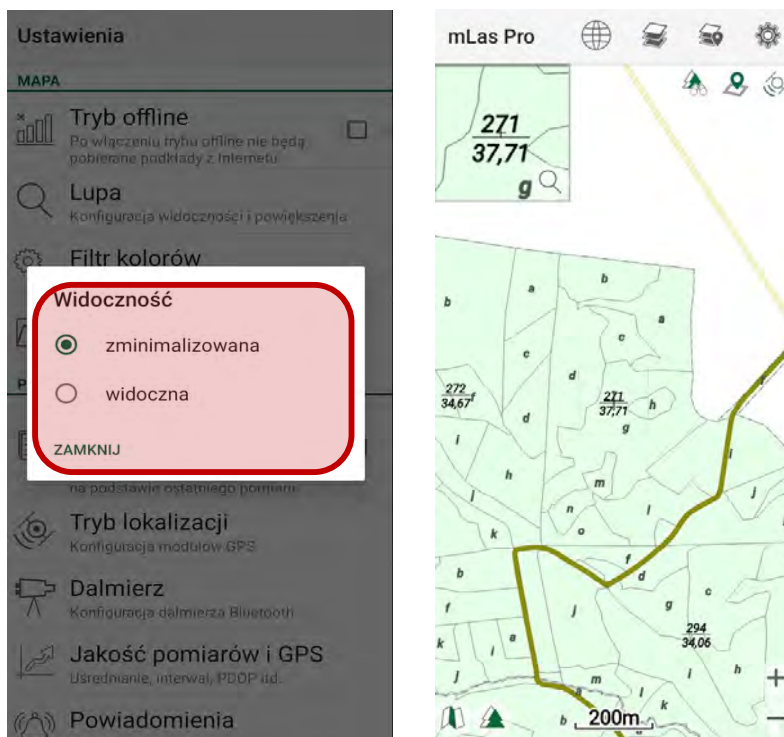 Ustawienia
MAPA
Tryb offline
Po włączeniu trybu offline nie będą
pobierane podkłady z Internetu
Lupa
Konfiguracja widoczności i powiększenia
Filtr kolorów
Widoczność
zminimalizowana
P
widoczna
ZAMKNIJ
na podstawie ostatniego pomiaru
Tryb lokalizacji
Konfiguracja modułów GPS
Dalmierz
Konfiguracja dalmierza Bluetooth
Jakość pomiarów i GPS
Uśrednianie, interwał, PDOP itd.
Powiadomienia
mLas Pro
271
37,71
g
b
b
a
a
c
c
d
272
34,67
f
271
37,71
h
d
g
i
f
i
h
m
j
j
n
l
k
o
f
b
d
c
f
j
g
294
34,06
k
l
a
i
h
j
m
l
k
a
b
200m
+
−